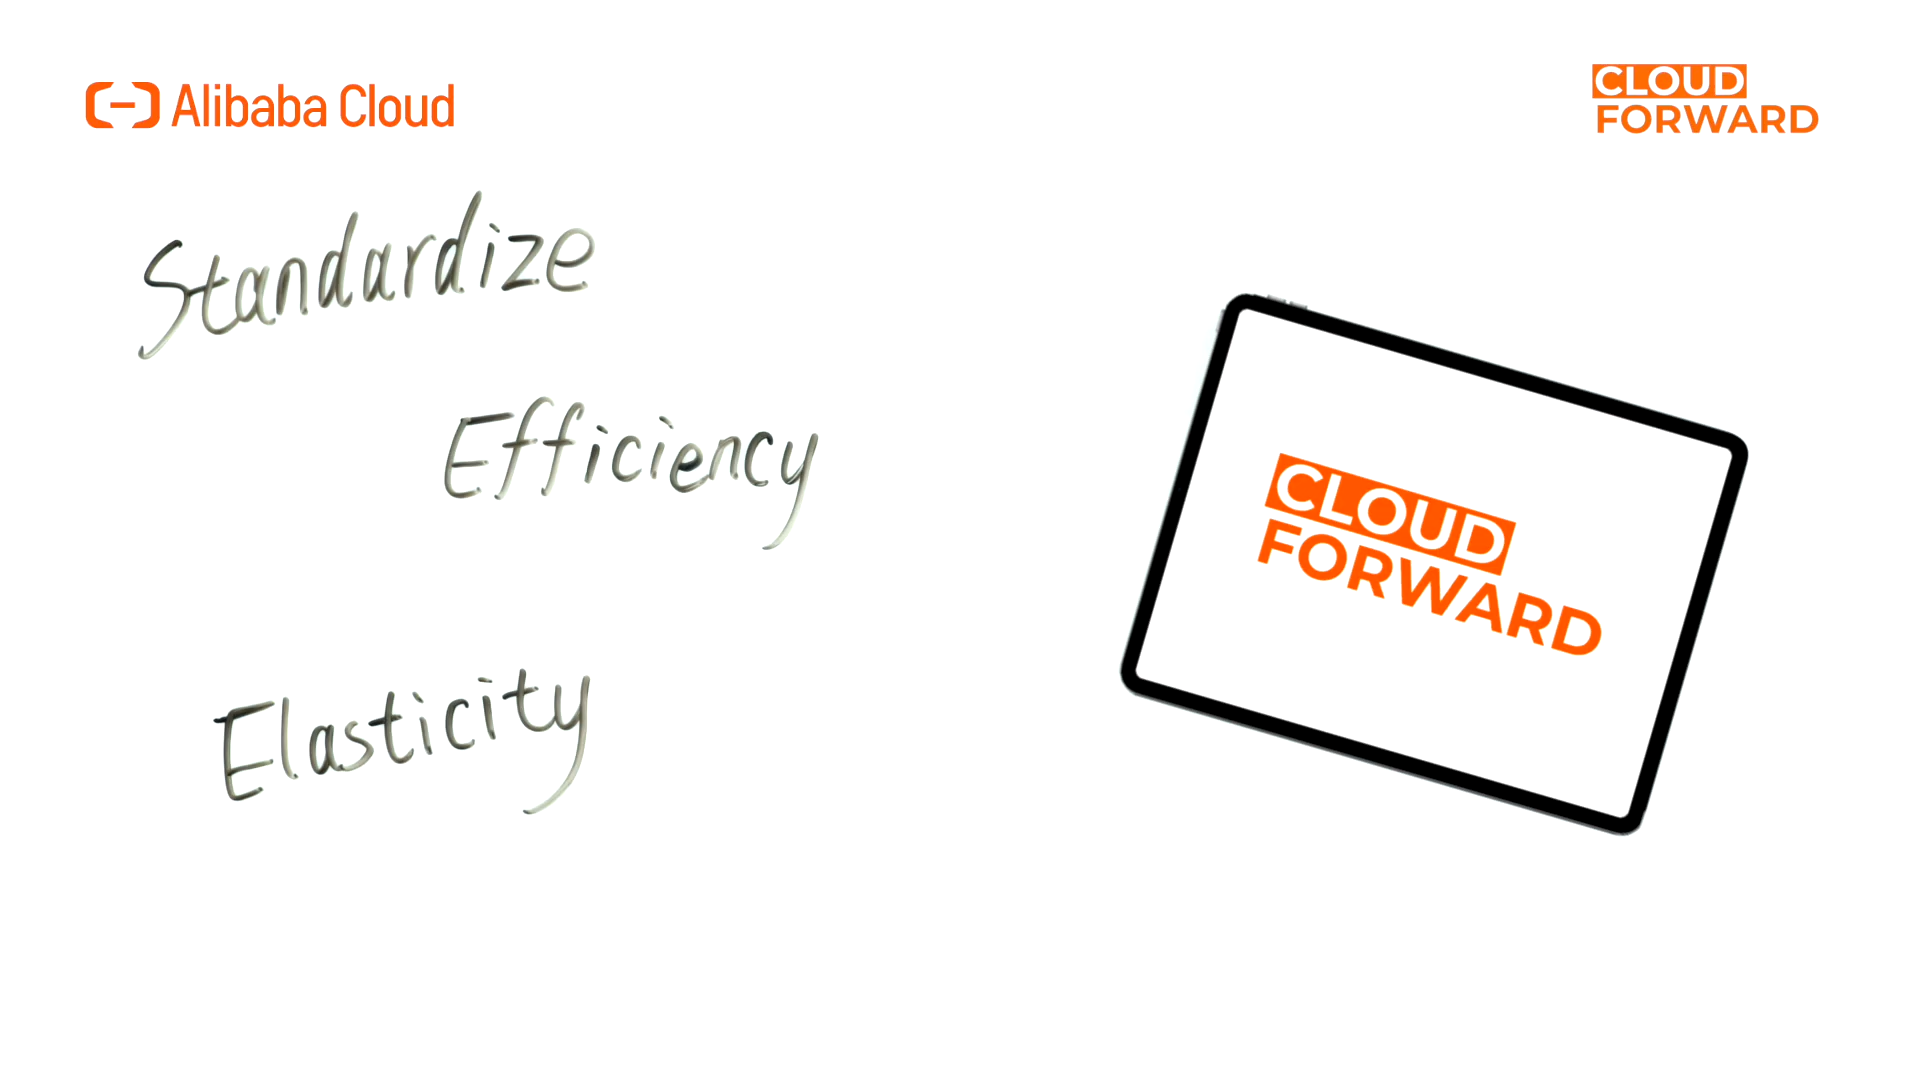 Alibaba Cloud
CLOUD
FORWARD
Standardize
Efficiency
Elasticity
CLOUD
FORWARD